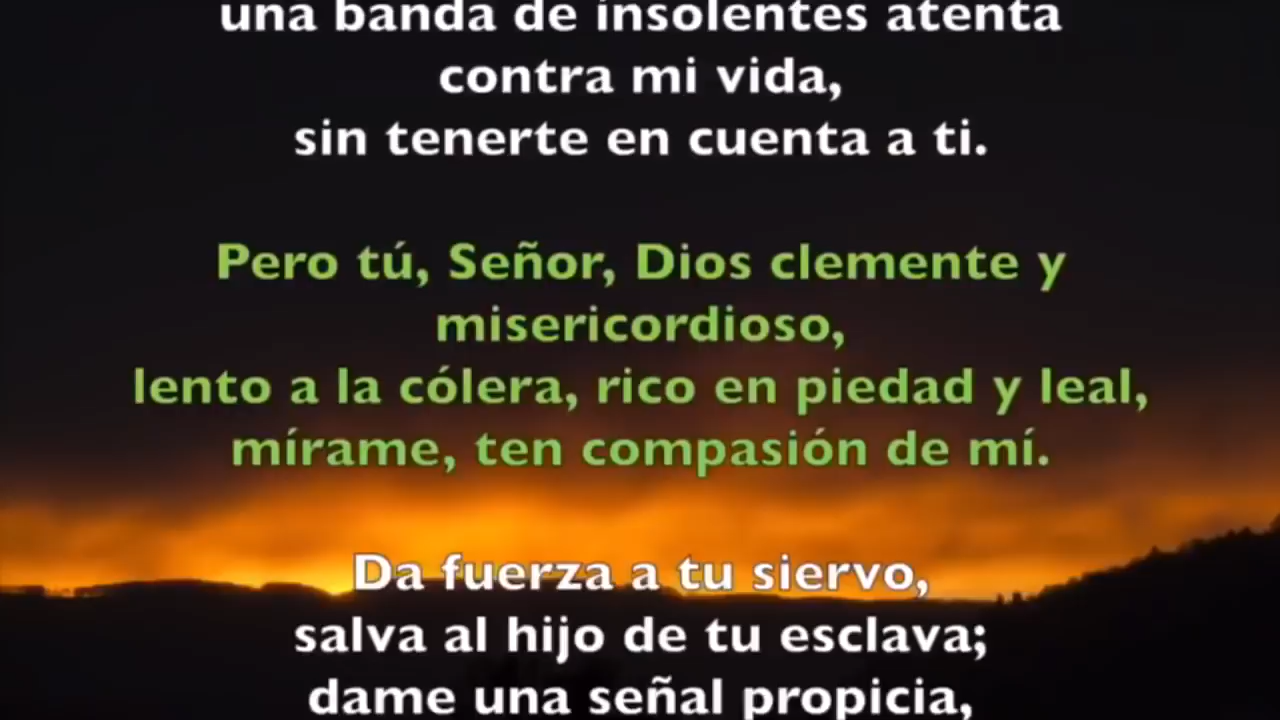 una banda de insolentes atenta
contra mi vida,
sin tenerte en cuenta a ti.
Pero tú, Señor, Dios clemente y
misericordioso,
lento a la cólera, rico en piedad y leal,
mírame, ten compasión de mí.
Da fuerza a tu siervo,
salva al hijo de tu esclava;
dame una señal propicia,